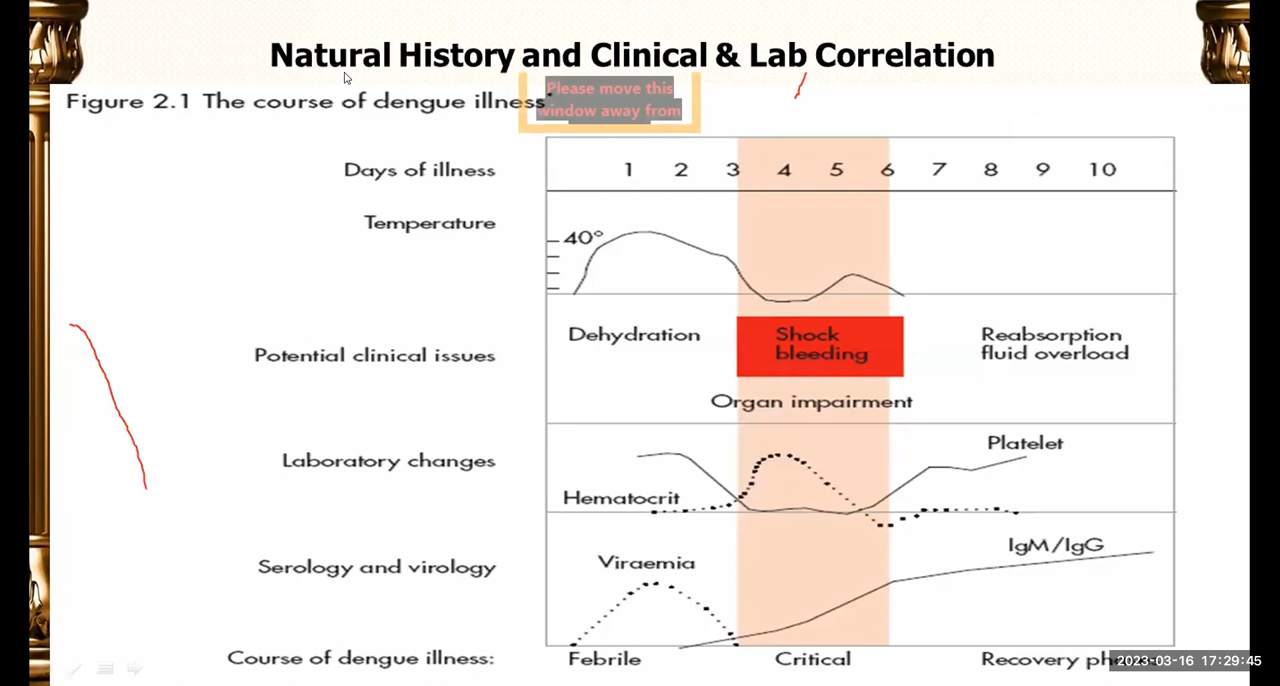 Natural History and Clinical & Lab Correlation
Please move this
window away from
Figure 2.1 The course of dengue illness
Days of illness 1 2 3 4 5 6 7 8 9 10
Temperature
40°
Potential clinical issues
Dehydration
Shock
bleeding
Reabsorption
fluid overload
Organ impairment
Laboratory changes
Platelet
Hematocrit
Serology and virology
Viraemia
IgM/IgG
Course of dengue illness: Febrile Critical Recovery
2023-03-16 17:29:45